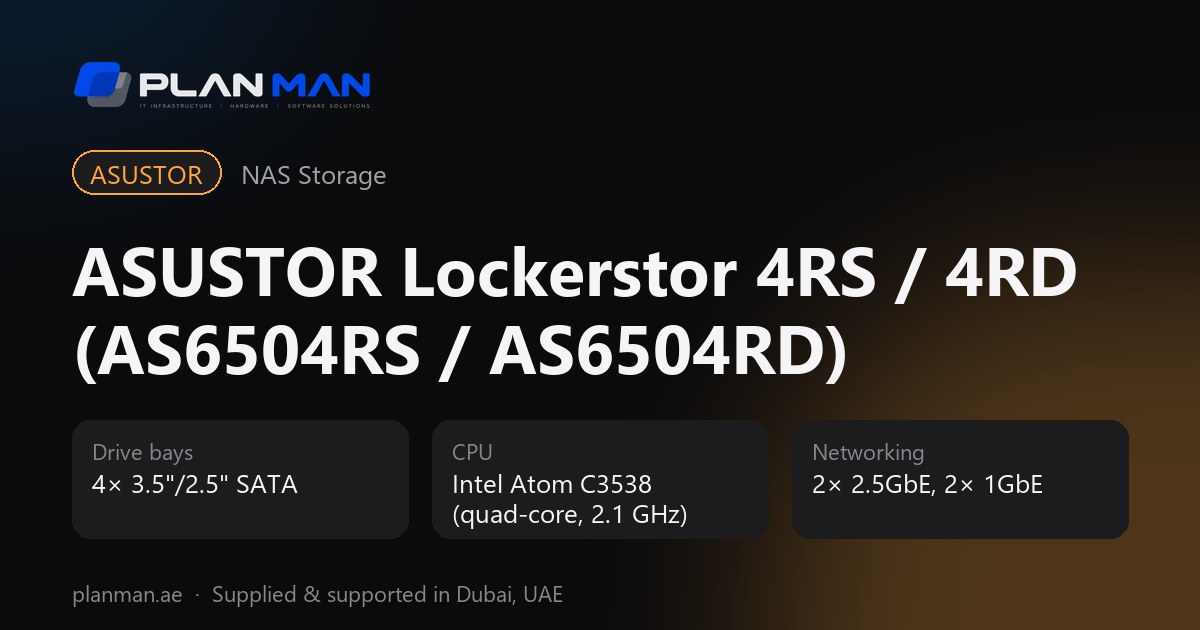 PLAN MAN
IT INFRASTRUCTURE | HARDWARE | SOFTWARE SOLUTIONS
ASUSTOR
NAS Storage
ASUSTOR Lockerstor 4RS / 4RD
(AS6504RS / AS6504RD)
Drive bays
4× 3.5"/2.5" SATA
CPU
Intel Atom C3538
(quad-core, 2.1 GHz)
Networking
2× 2.5GbE, 2× 1GbE
planman.ae · Supplied & supported in Dubai, UAE